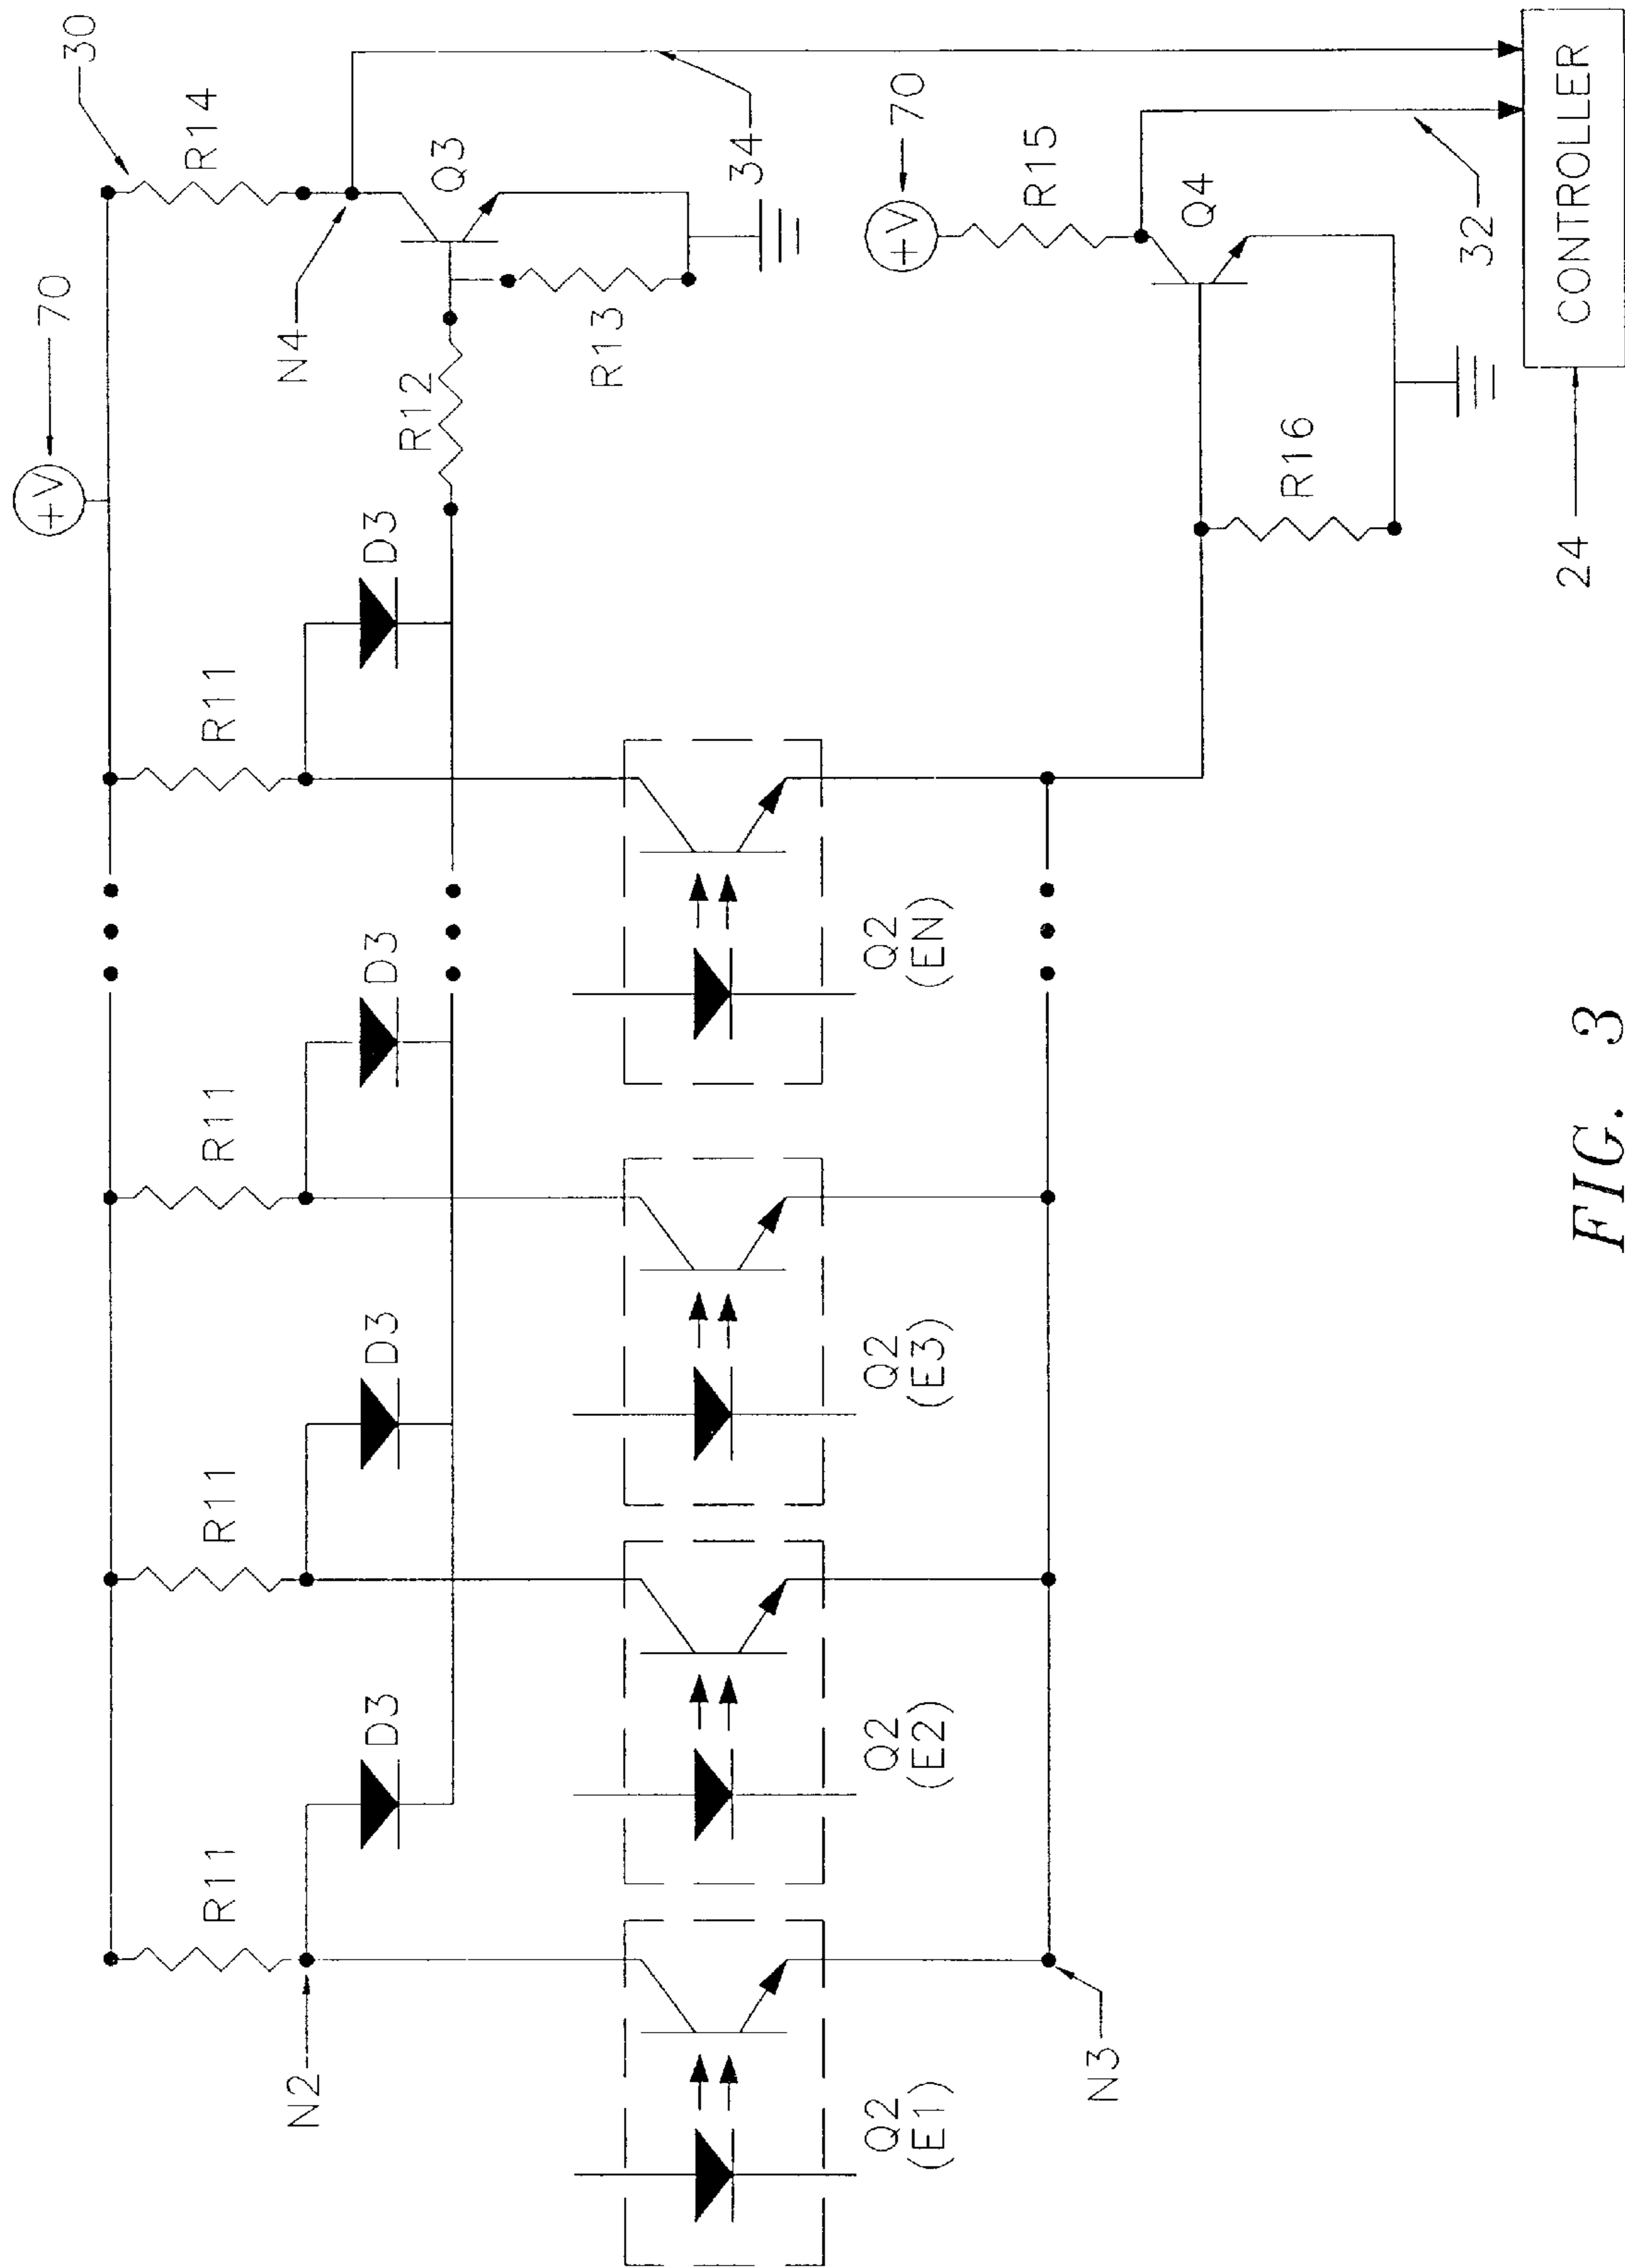 +V
70
30
R11
R11
R11
R11
R14
N2
D3
D3
D3
D3
N4
R12
Q3
R13
34
+V
70
R15
Q2
(E1)
Q2
(E2)
Q2
(E3)
Q2
(EN)
Q4
N3
R16
32
24
CONTROLLER
FIG. 3